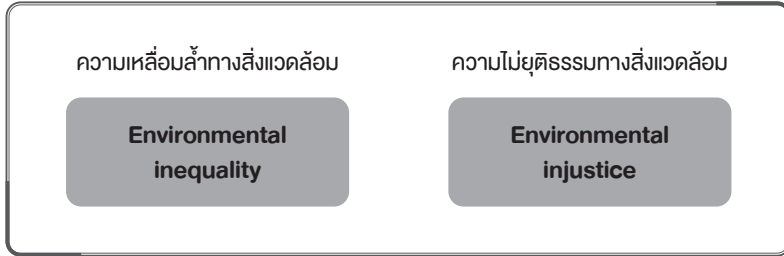 ความเหลื่อมล้ำทางสิ่งแวดล้อม
Environmental
inequality
ความไม่ยุติธรรมทางสิ่งแวดล้อม
Environmental
injustice